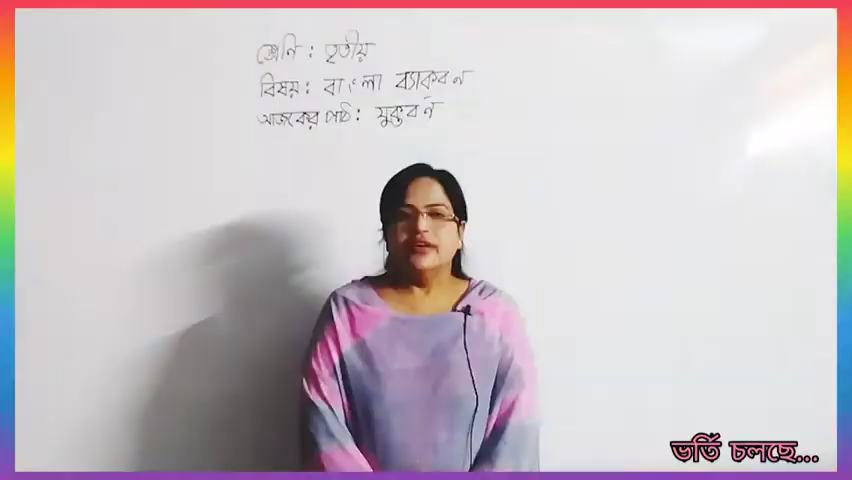 শ্রেণি : তৃতীয়
বিষয় : বাংলা ব্যাকরণ
আজকের পাঠ : যুক্তবর্ণ
ভর্তি চলছে...